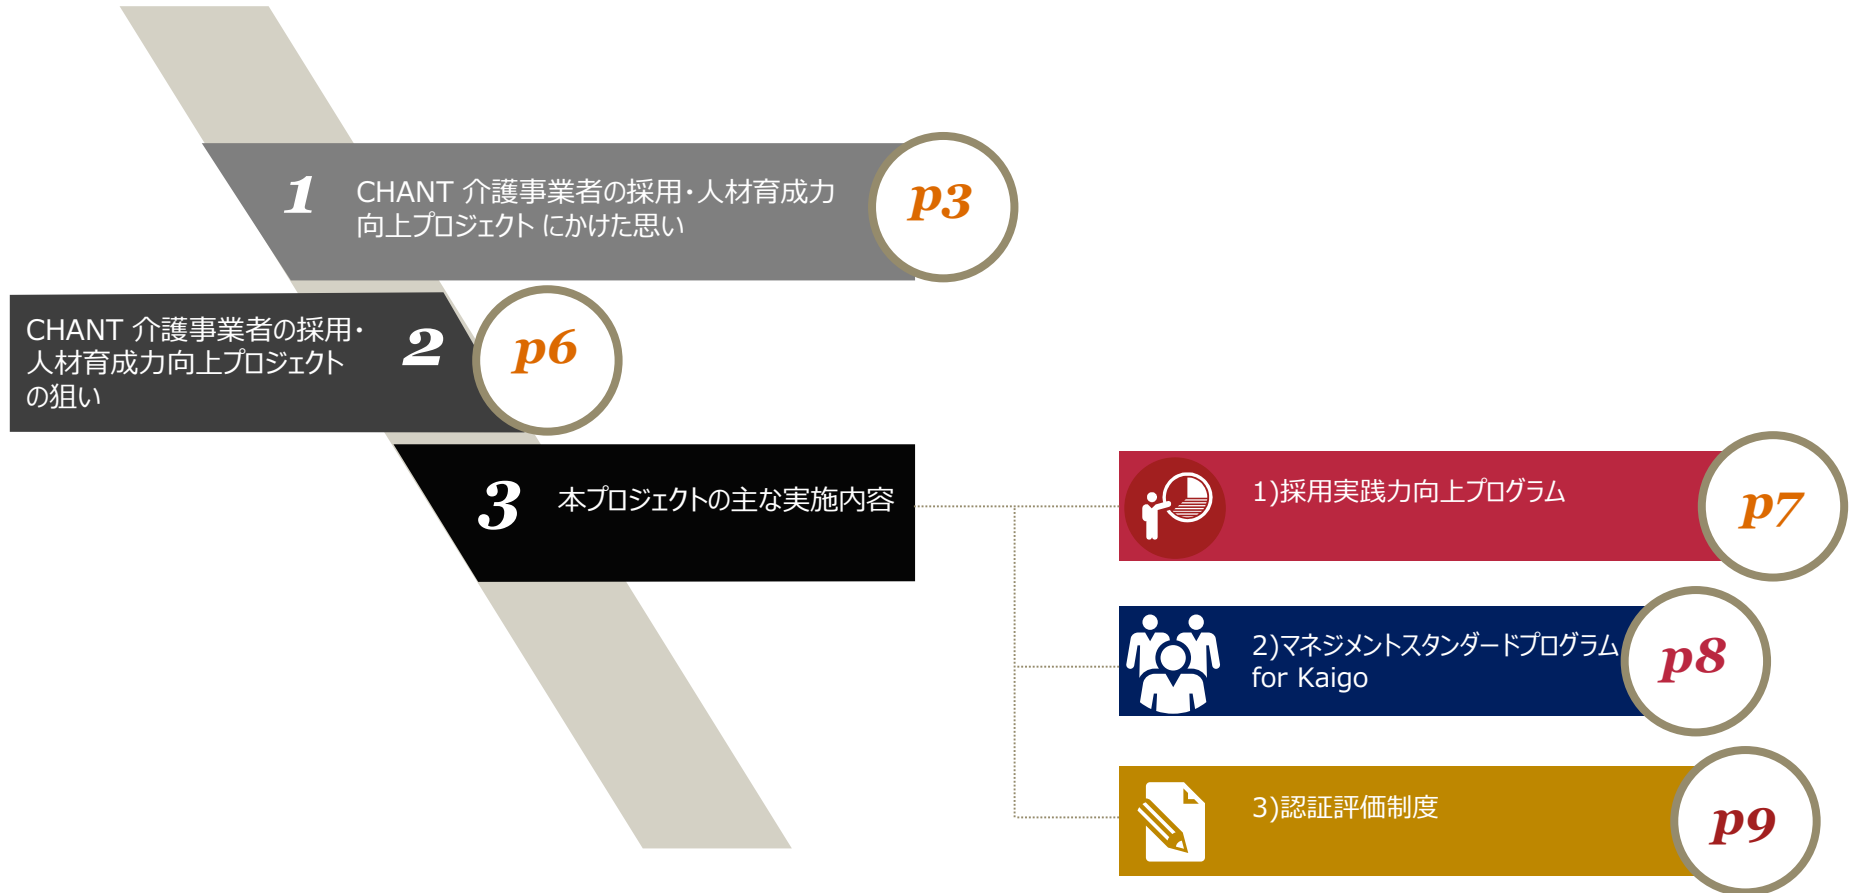 1
CHANT 介護事業者の採用・人材育成力
向上プロジェクト にかけた思い
p3
CHANT 介護事業者の採用・
人材育成力向上プロジェクト
の狙い
2
p6
3
本プロジェクトの主な実施内容
1)採用実践力向上プログラム
p7
2)マネジメントスタンダードプログラム
for Kaigo
p8
3)認証評価制度
p9